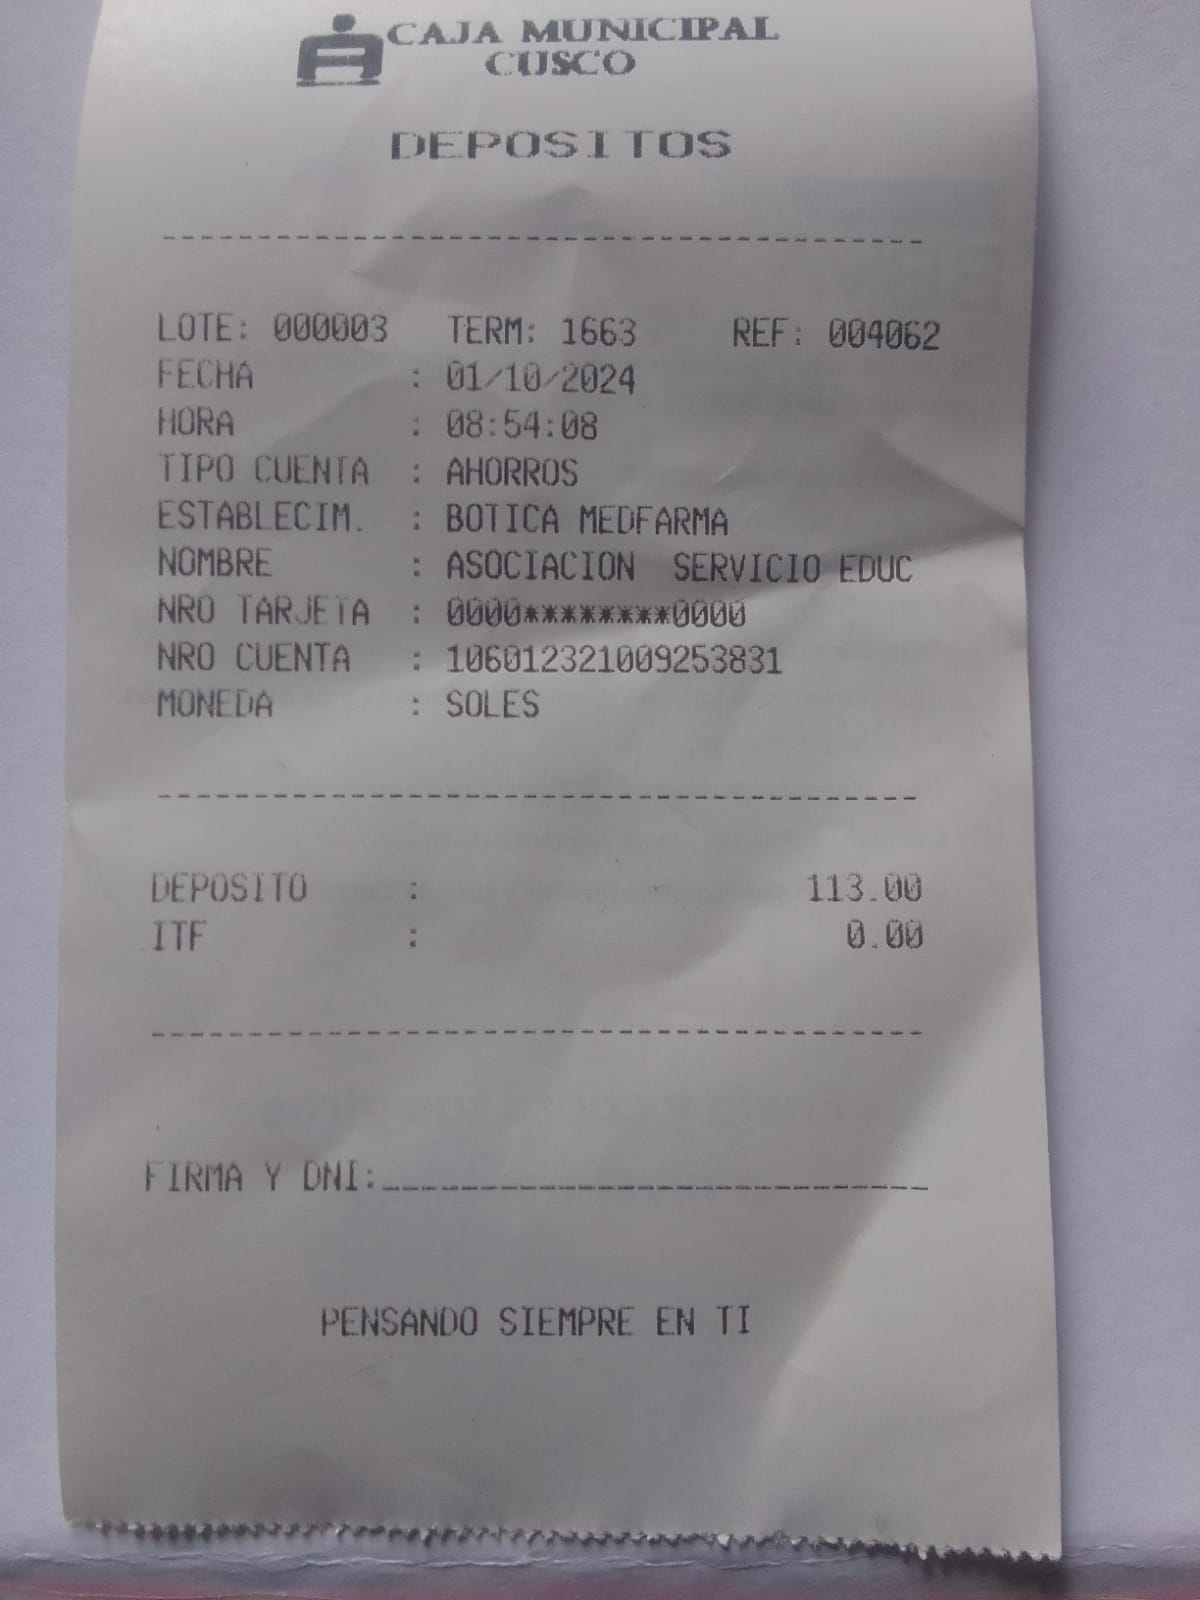 CAJA MUNICIPAL
CUSCO
DEPOSITOS
----------------------------------------
LOTE: 000003 TERM: 1663 REF: 004062
FECHA : 01/10/2024
HORA : 08:54:08
TIPO CUENTA : AHORROS
ESTABLECIM. : BOTICA MEDFARMA
NOMBRE : ASOCIACION SERVICIO EDUC
NRO TARJETA : 0000********0000
NRO CUENTA : 106012321009253831
MONEDA : SOLES
----------------------------------------
DEPOSITO : 113.00
ITF : 0.00
----------------------------------------
FIRMA Y DNI:____________________________
PENSANDO SIEMPRE EN TI